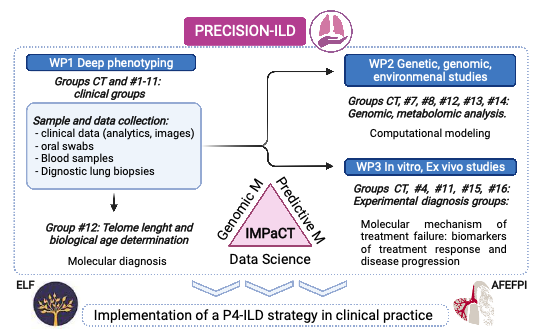 PRECISION-ILD
WP1 Deep phenotyping
Groups CT and #1-11:
clinical groups
Sample and data collection:
- clinical data (analytics, images)
- oral swabs
- Blood samples
- Dignostic lung biopsies
Group #12: Telome lenght and
biological age determination
Molecular diagnosis
WP2 Genetic, genomic,
environmenal studies
Groups CT, #7, #8, #12, #13, #14:
Genomic, metabolomic analysis.
Computational modeling
WP3 In vitro, Ex vivo studies
Groups CT, #4, #11, #15, #16:
Experimental diagnosis groups:
Molecular mechanism of
treatment failure: biomarkers
of treatment response and
disease progression
Genomic M
Predictive M
IMPaCT
Data Science
ELF
AFEFPI
Implementation of a P4-ILD strategy in clinical practice